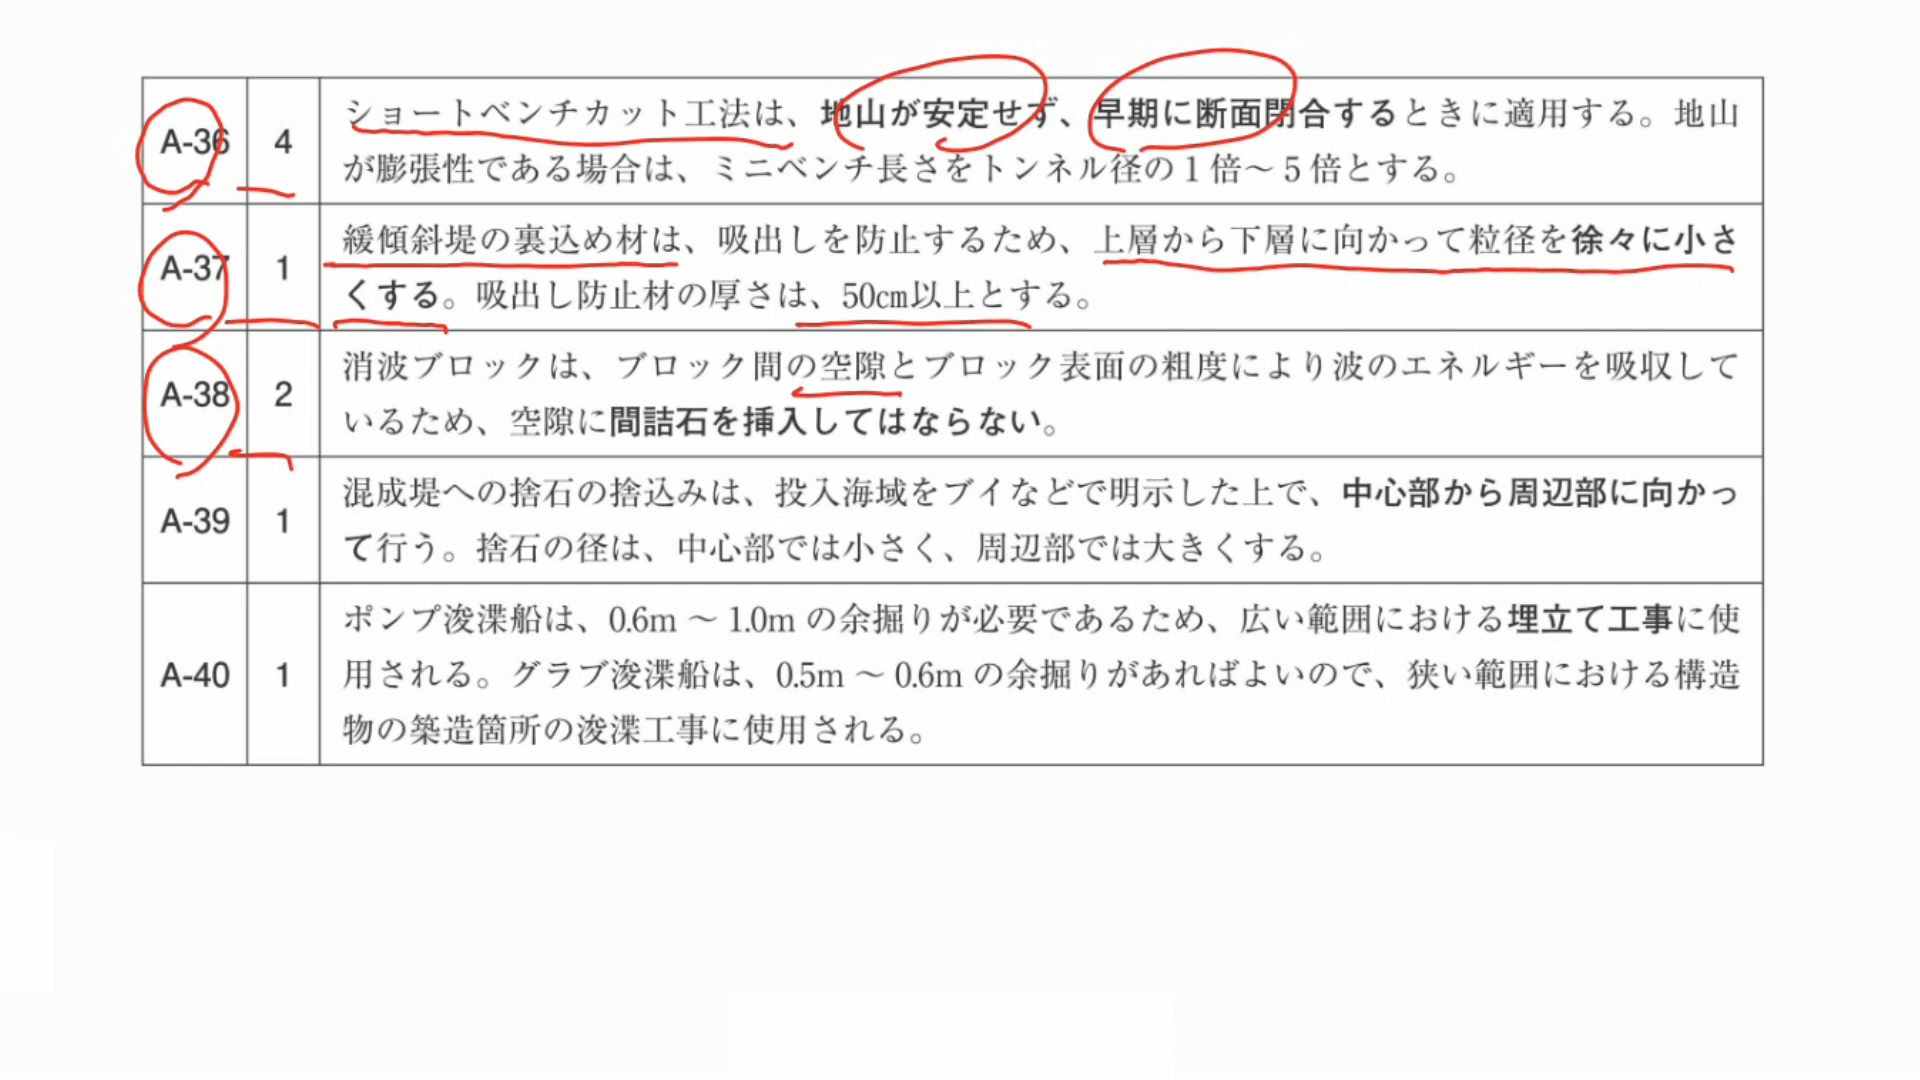 A-36 4 ショートベンチカット工法は、地山が安定せず、早期に断面閉合するときに適用する。地山
が膨張性である場合は、ミニベンチ長さをトンネル径の1倍〜5倍とする。
A-37 1 緩傾斜堤の裏込め材は、吸出しを防止するため、上層から下層に向かって粒径を徐々に小さ
くする。吸出し防止材の厚さは、50cm以上とする。
A-38 2 消波ブロックは、ブロック間の空隙とブロック表面の粗度により波のエネルギーを吸収して
いるため、空隙に間詰石を挿入してはならない。
A-39 1 混成堤への捨石の捨込みは、投入海域をブイなどで明示した上で、中心部から周辺部に向かっ
て行う。捨石の径は、中心部では小さく、周辺部では大きくする。
A-40 1 ポンプ浚渫船は、0.6m 〜 1.0m の余掘りが必要であるため、広い範囲における埋立て工事に使
用される。グラブ浚渫船は、0.5m 〜 0.6m の余掘りがあればよいので、狭い範囲における構造
物の築造箇所の浚渫工事に使用される。